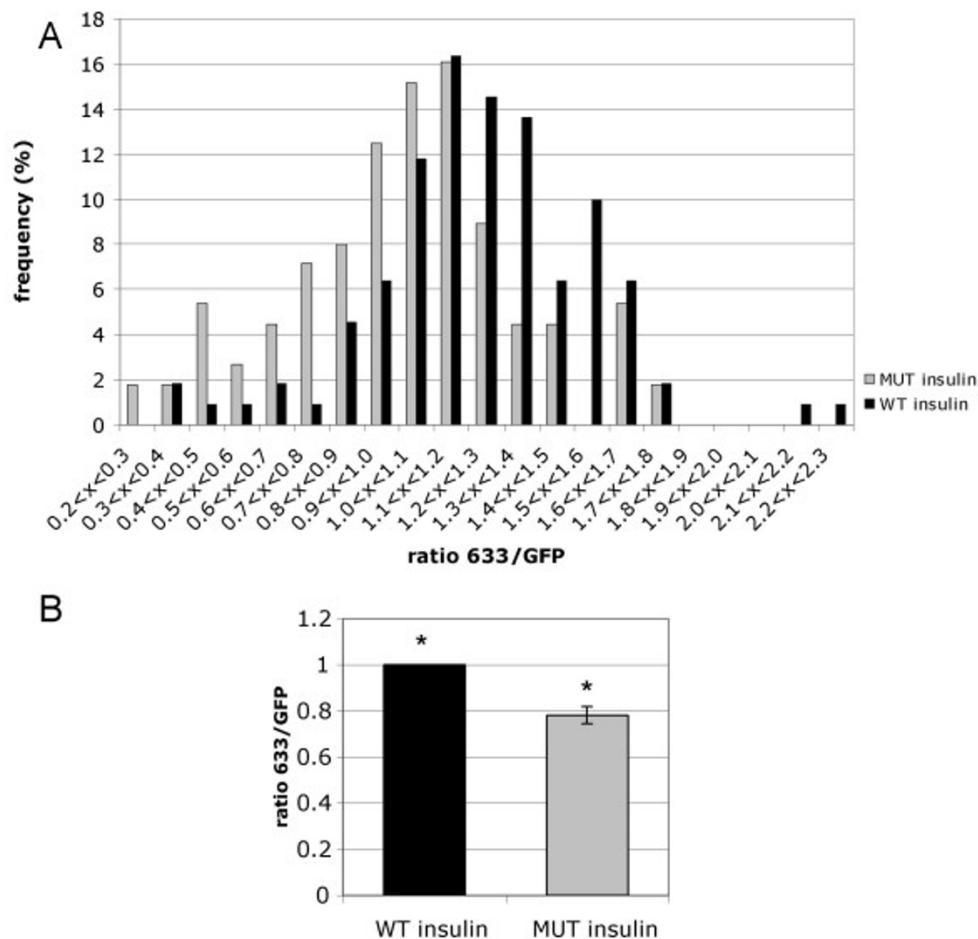 A
18
16
14
12
10
8
6
4
2
0
frequency (%)
0.2<x<0.3
0.3<x<0.4
0.4<x<0.5
0.5<x<0.6
0.6<x<0.7
0.7<x<0.8
0.8<x<0.9
0.9<x<1.0
1.0<x<1.1
1.1<x<1.2
1.2<x<1.3
1.3<x<1.4
1.4<x<1.5
1.5<x<1.6
1.6<x<1.7
1.7<x<1.8
1.8<x<1.9
1.9<x<2.0
2.0<x<2.1
2.1<x<2.2
2.2<x<2.3
ratio 633/GFP
MUT insulin
WT insulin
B
1.2
1
0.8
0.6
0.4
0.2
0
ratio 633/GFP
*
*
WT insulin
MUT insulin